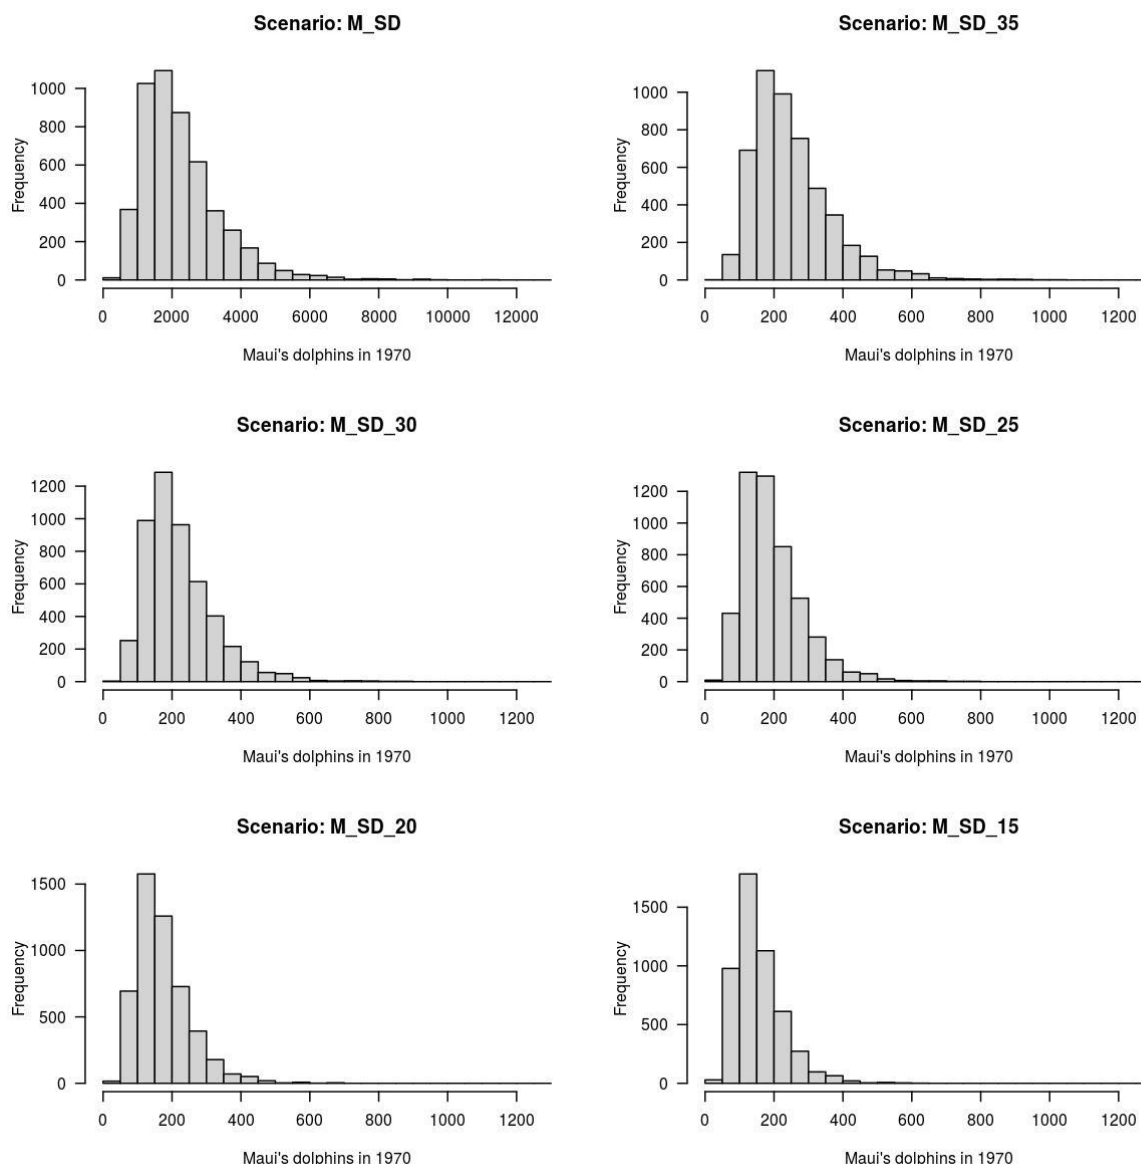 Scenario: M_SD
Frequency
1000
800
600
400
200
0
0 2000 4000 6000 8000 10000 12000
Maui's dolphins in 1970
Scenario: M_SD_35
Frequency
1000
800
600
400
200
0
0 200 400 600 800 1000 1200
Maui's dolphins in 1970
Scenario: M_SD_30
Frequency
1200
1000
800
600
400
200
0
0 200 400 600 800 1000 1200
Maui's dolphins in 1970
Scenario: M_SD_25
Frequency
1200
1000
800
600
400
200
0
0 200 400 600 800 1000 1200
Maui's dolphins in 1970
Scenario: M_SD_20
Frequency
1500
1000
500
0
0 200 400 600 800 1000 1200
Maui's dolphins in 1970
Scenario: M_SD_15
Frequency
1500
1000
500
0
0 200 400 600 800 1000 1200
Maui's dolphins in 1970